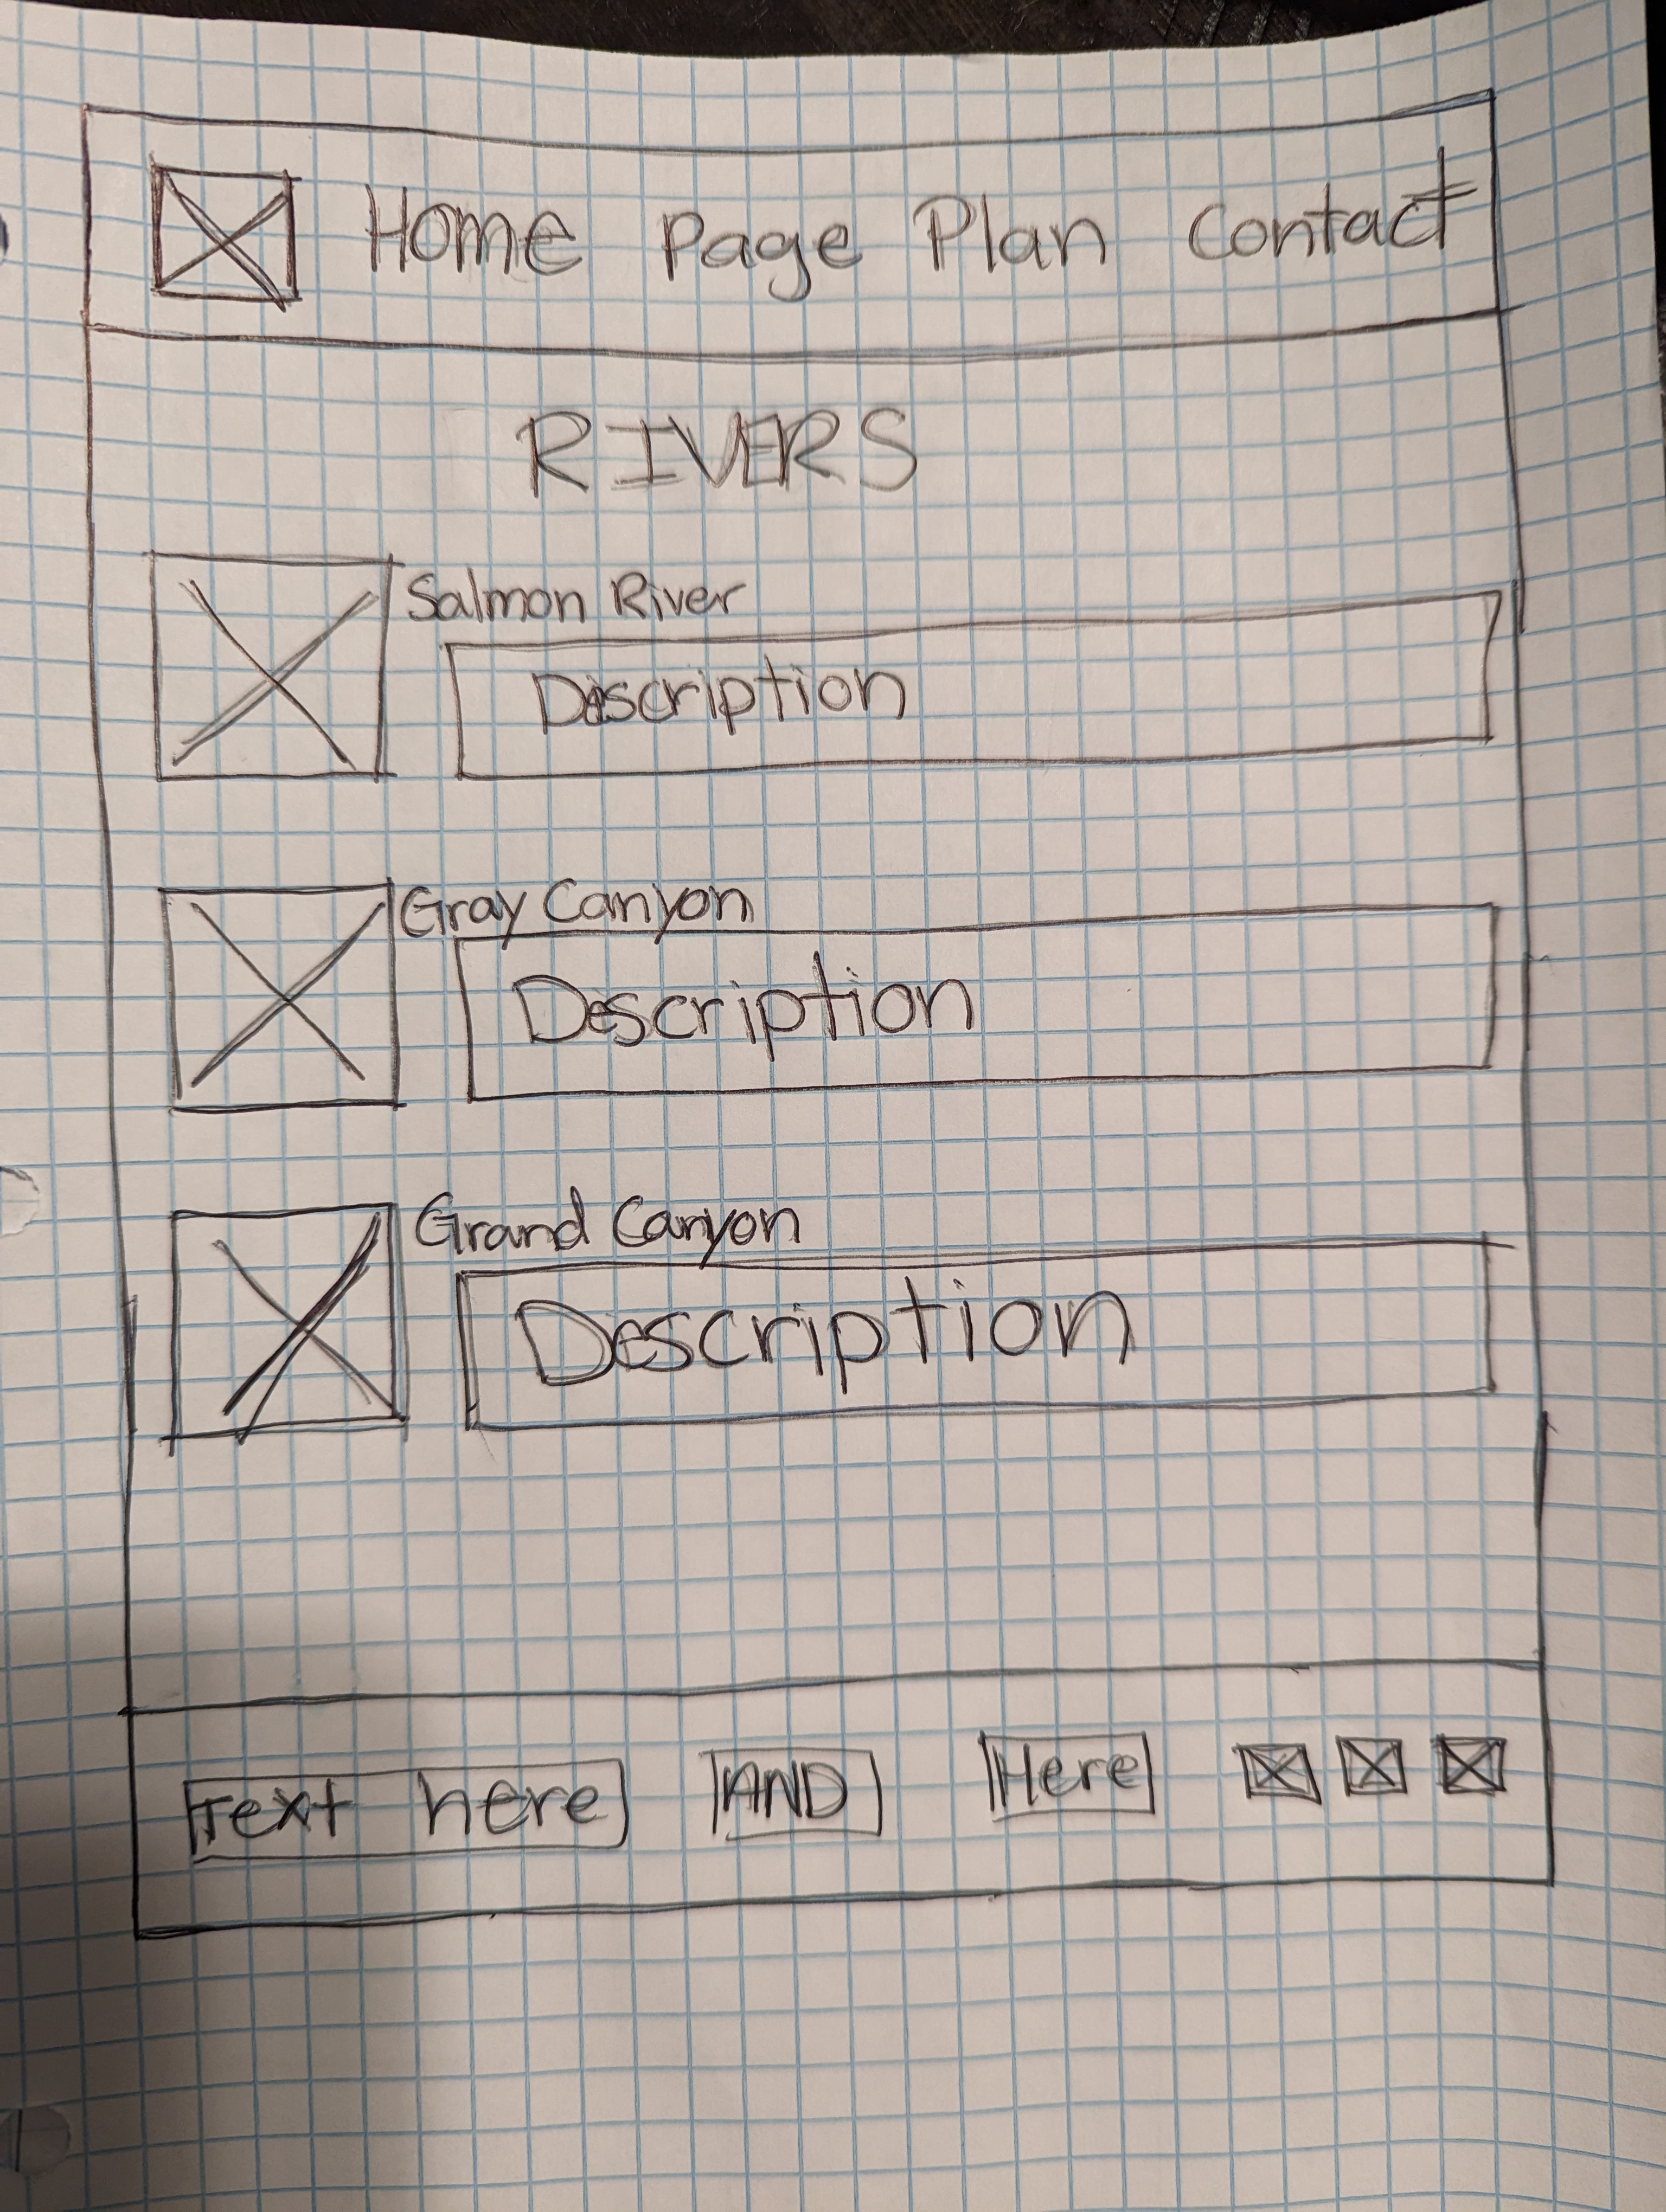 Home Page Plan Contact
RIVERS
Salmon River
Description
Gray Canyon
Description
Grand Canyon
Description
Text here AND Here